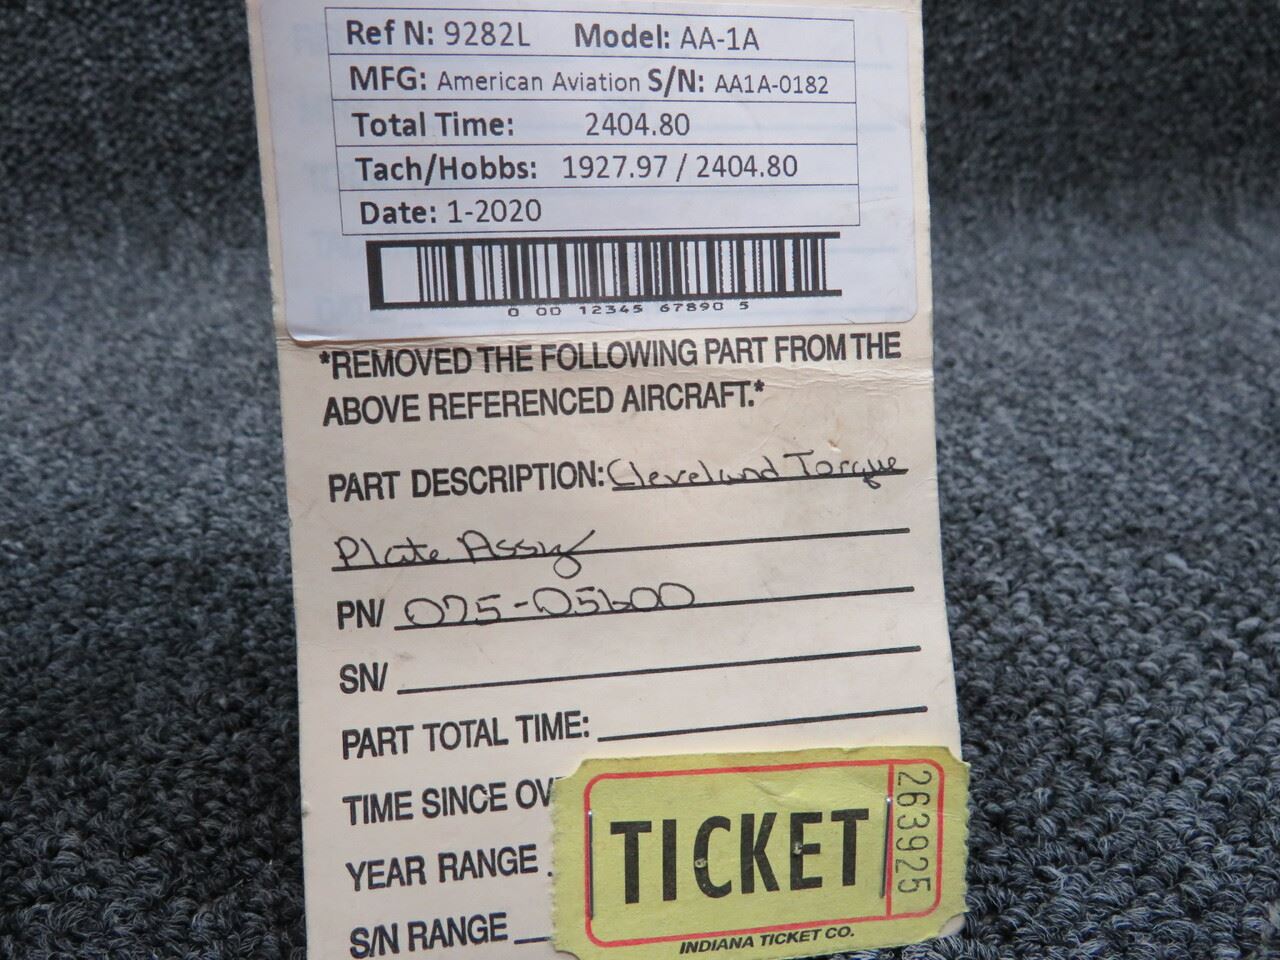 Ref N: 9282L Model: AA-1A
MFG: American Aviation S/N: AA1A-0182
Total Time: 2404.80
Tach/Hobbs: 1927.97 / 2404.80
Date: 1-2020
0 00 12345 67890 5
*REMOVED THE FOLLOWING PART FROM THE
ABOVE REFERENCED AIRCRAFT.*
PART DESCRIPTION: Cleveland Torque
Plate Assy
PN/ 075-05600
SN/
PART TOTAL TIME:
TIME SINCE OV
YEAR RANGE
S/N RANGE
TICKET
263925
INDIANA TICKET CO.